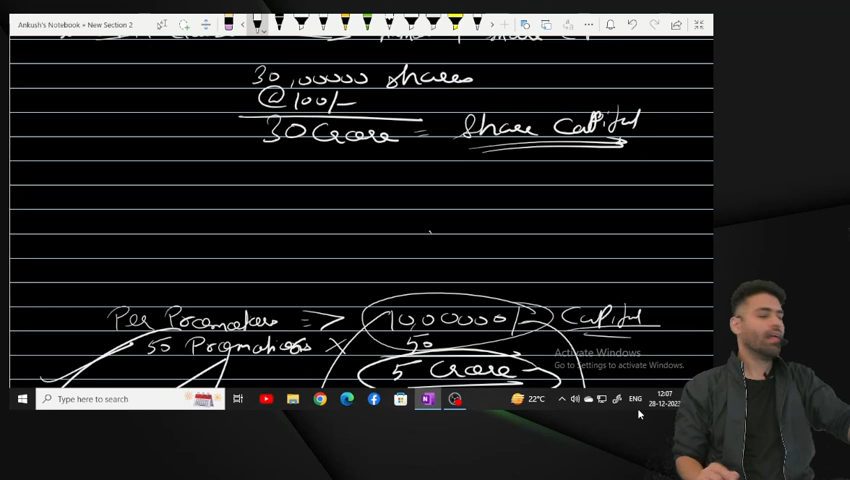 Ankush's Notebook » New Section 2
30,00000 shares
@100/-
30 Crore = Share Capital
Per Promoters => 10,00000/- Capital
50 Promoters X 50
5 Crore
Activate Windows
Go to Settings to activate Windows.
Type here to search
22°C
ENG
12:07
28-12-2023